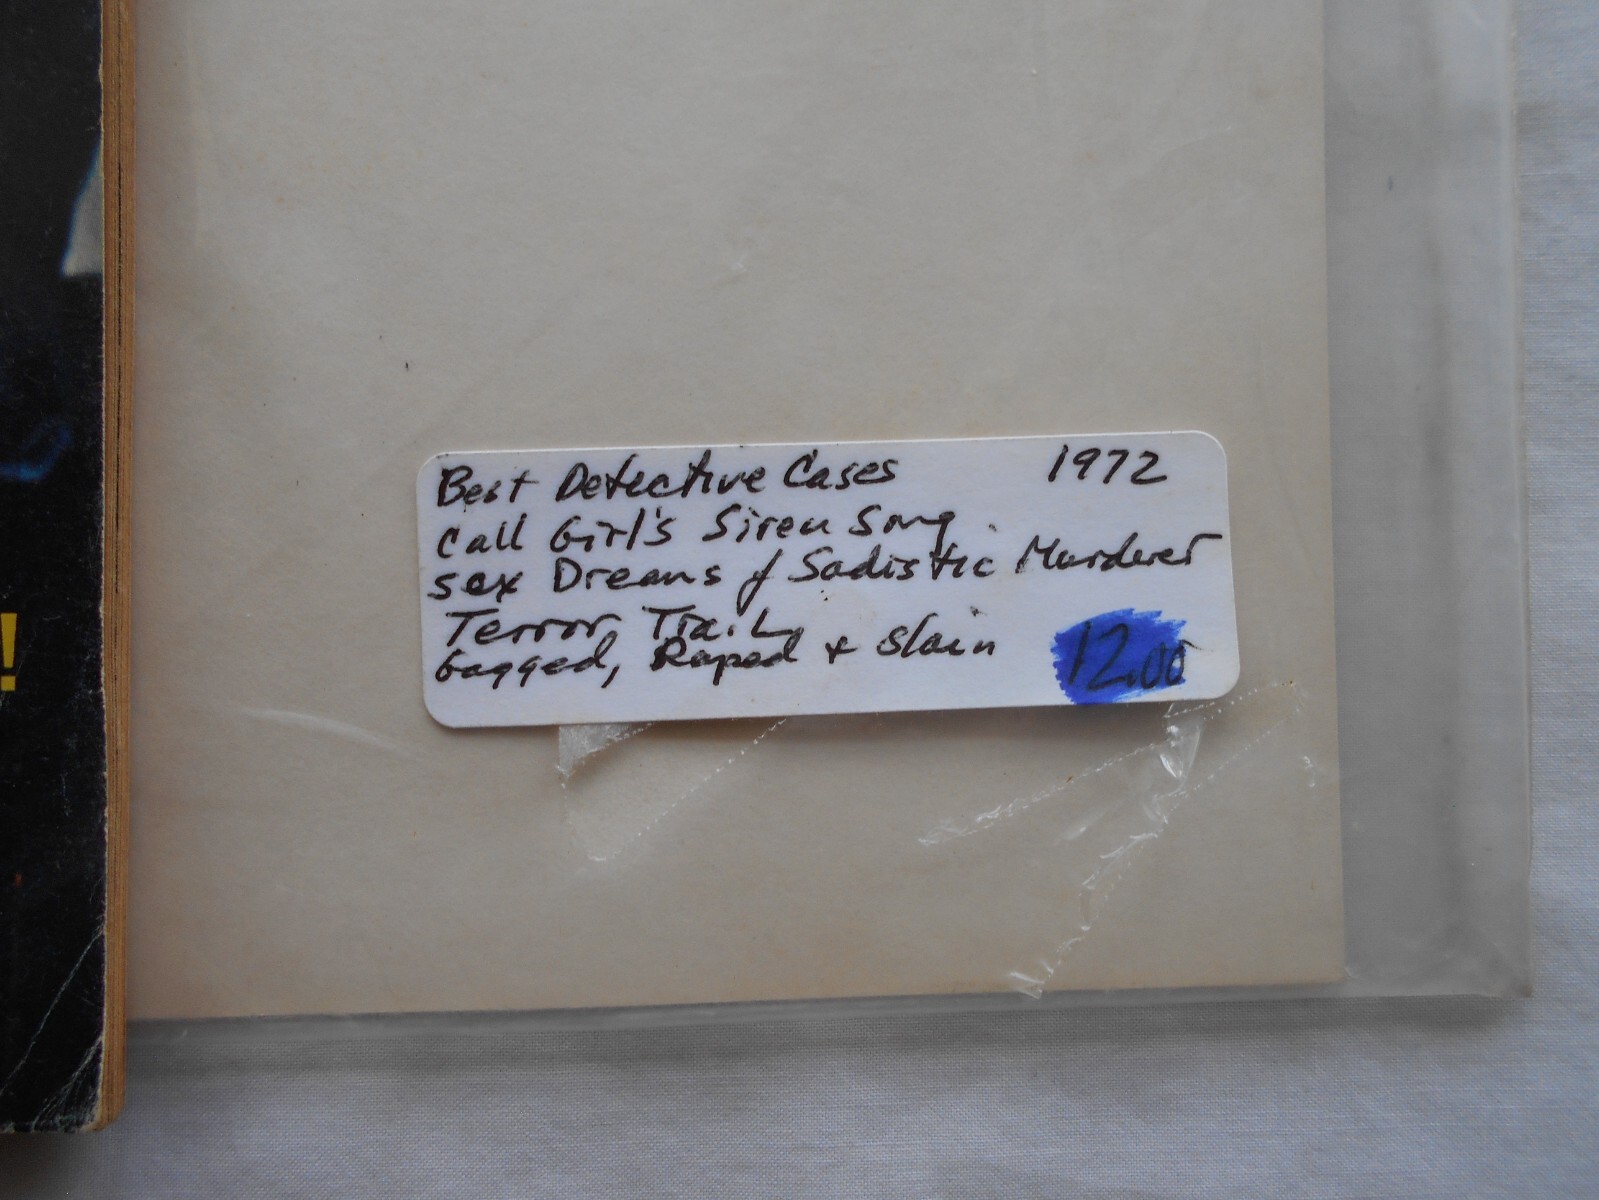 Best Detective Cases 1972
Call Girl's Siren Song
Sex Dreams of Sadistic Murderer
Terror Trail
Gagged, Raped + Slain
12.00
!